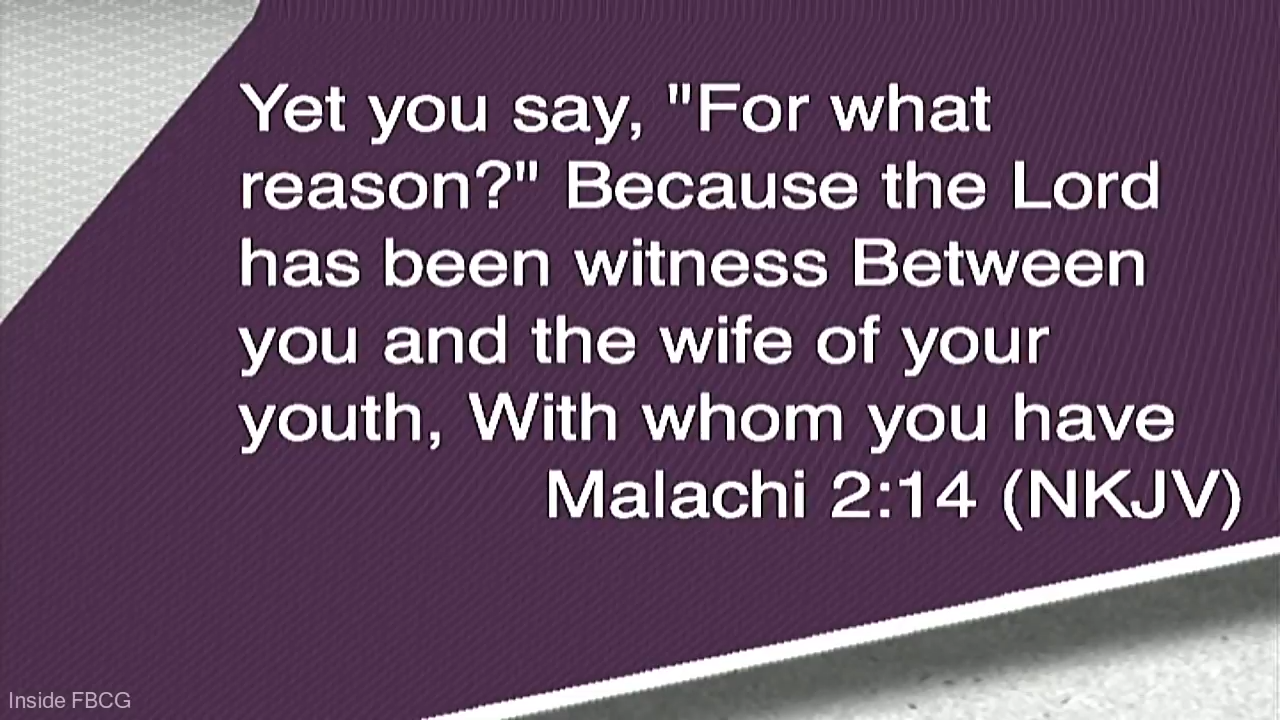 Yet you say, "For what
reason?" Because the Lord
has been witness Between
you and the wife of your
youth, With whom you have
Malachi 2:14 (NKJV)
Inside FBCG